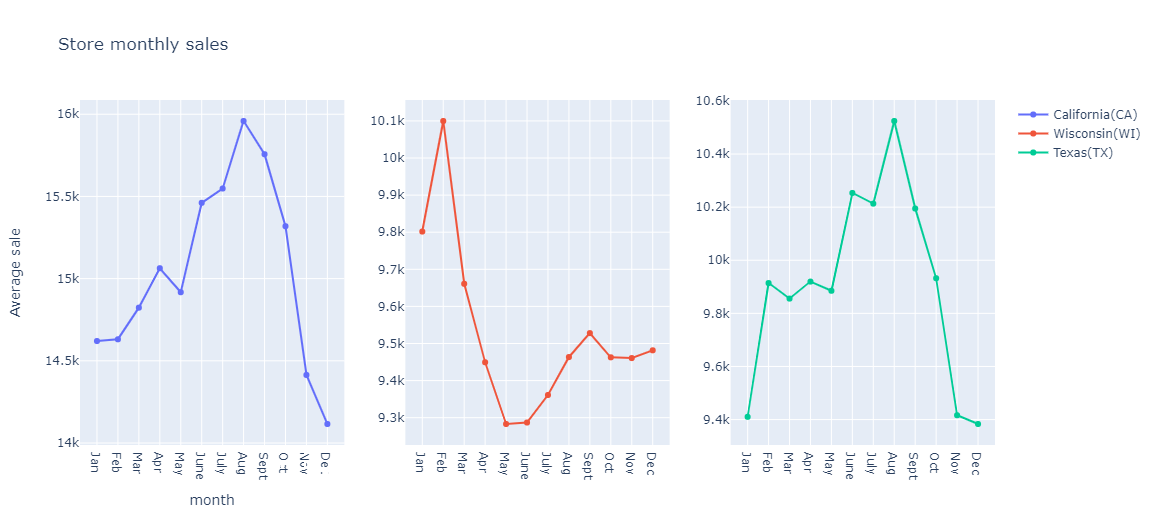 Store monthly sales
Average sale
16k
15.5k
15k
14.5k
14k
Jan Feb Mar Apr May June July Aug Sept
month
10.1k
10k
9.9k
9.8k
9.7k
9.6k
9.5k
9.4k
9.3k
Jan Feb Mar Apr May June July Aug Sept Oct Nov Dec
10.6k
10.4k
10.2k
10k
9.8k
9.6k
9.4k
Jan Feb Mar Apr May June July Aug Sept Oct Nov Dec
California(CA)
Wisconsin(WI)
Texas(TX)